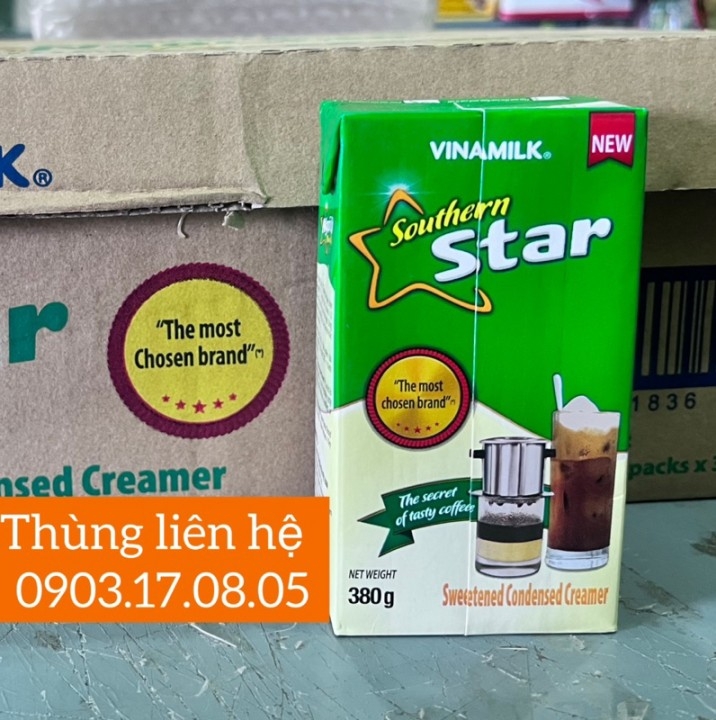 K®
r
"The most
Chosen brand"(*)
nsed Creamer
1836
packs x
VINAMILK®
NEW
Southern
Star
"The most
chosen brand"(*)
The secret
of tasty coffee
NET WEIGHT
380g
Sweeetened Condensed Creamer
Thùng liên hệ
0903.17.08.05